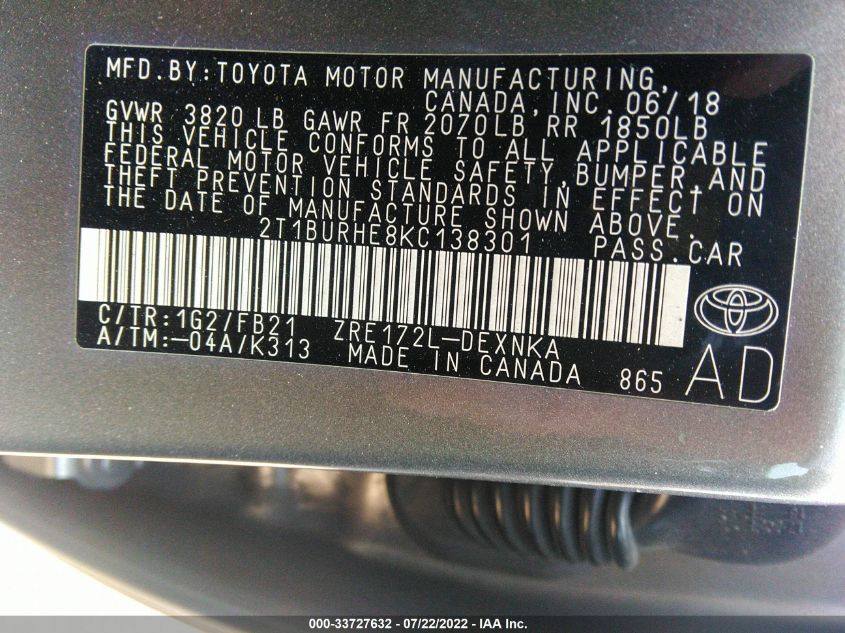 MFD.BY:TOYOTA MOTOR MANUFACTURING,
CANADA, INC. 06/18
GVWR 3820 LB GAWR FR 2070LB RR 1850LB
THIS VEHICLE CONFORMS TO ALL APPLICABLE
FEDERAL MOTOR VEHICLE SAFETY, BUMPER, AND
THEFT PREVENTION STANDARDS IN EFFECT ON
THE DATE OF MANUFACTURE SHOWN ABOVE.
2T1BURHE8KC138301 PASS.CAR
C/TR:1G2/FB21 ZRE172L-DEXNKA
A/TM:-04A/K313 MADE IN CANADA 865 AD
000-33727632 - 07/22/2022 - IAA Inc.